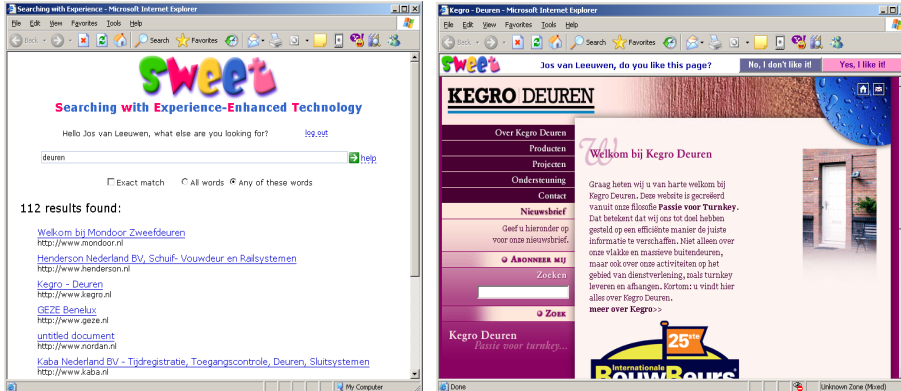 Searching with Experience - Microsoft Internet Explorer
File Edit View Favorites Tools Help
Back Search Favorites
Sweet
Searching with Experience-Enhanced Technology
Hello Jos van Leeuwen, what else are you looking for? log out
deuren help
Exact match All words Any of these words
112 results found:
Welkom bij Mondoor Zweefdeuren
http://www.mondoor.nl
Henderson Nederland BV, Schuif- Vouwdeur en Railsystemen
http://www.henderson.nl
Kegro - Deuren
http://www.kegro.nl
GEZE Benelux
http://www.geze.nl
untitled document
http://www.nordan.nl
Kaba Nederland BV - Tijdregistratie, Toegangscontrole, Deuren, Sluitsystemen
http://www.kaba.nl
My Computer
Kegro - Deuren - Microsoft Internet Explorer
File Edit View Favorites Tools Help
Back Search Favorites
Sweet Jos van Leeuwen, do you like this page? No, I don't like it! Yes, I like it!
KEGRO DEUREN
Over Kegro Deuren
Producten
Projecten
Ondersteuning
Contact
Nieuwsbrief
Geef u hieronder op
voor onze nieuwsbrief.
Abonneer mij
Zoeken
Zoek
Kegro Deuren
Passie voor turnkey...
W
Welkom bij Kegro Deuren
Graag heten wij u van harte welkom bij
Kegro Deuren. Deze website is gecreëerd
vanuit onze filosofie Passie voor Turnkey.
Dat betekent dat wij ons tot doel hebben
gesteld op een efficiënte manier de juiste
informatie te verschaffen. Niet alleen over
onze vlakke en massieve buitendeuren,
maar ook over onze activiteiten op het
gebied van dienstverlening, zoals turnkey
leveren en afhangen. Kortom: u vindt hier
alles over Kegro Deuren.
meer over Kegro>>
25ste
Internationale
BouwBeurs
Done Unknown Zone (Mixed)